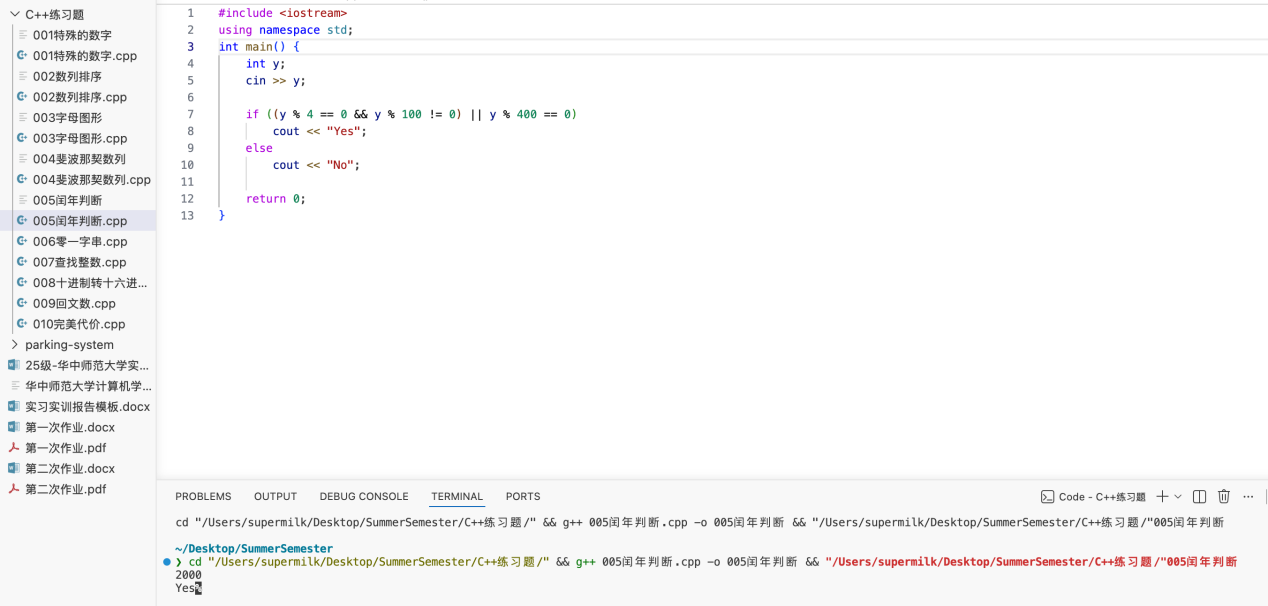 C++练习题
001特殊的数字
001特殊的数字.cpp
002数列排序
002数列排序.cpp
003字母图形
003字母图形.cpp
004斐波那契数列
004斐波那契数列.cpp
005闰年判断
005闰年判断.cpp
006零一字串.cpp
007查找整数.cpp
008十进制转十六进...
009回文数.cpp
010完美代价.cpp
parking-system
25级-华中师范大学实...
华中师范大学计算机学...
实习实训报告模板.docx
第一次作业.docx
第一次作业.pdf
第二次作业.docx
第二次作业.pdf
1 #include <iostream>
2 using namespace std;
3 int main() {
4     int y;
5     cin >> y;
6
7     if ((y % 4 == 0 && y % 100 != 0) || y % 400 == 0)
8         cout << "Yes";
9     else
10         cout << "No";
11
12     return 0;
13 }
PROBLEMS OUTPUT DEBUG CONSOLE TERMINAL PORTS Code - C++练习题
cd "/Users/supermilk/Desktop/SummerSemester/C++练习题/" && g++ 005闰年判断.cpp -o 005闰年判断 && "/Users/supermilk/Desktop/SummerSemester/C++练习题/"005闰年判断
~/Desktop/SummerSemester
❯ cd "/Users/supermilk/Desktop/SummerSemester/C++练习题/" && g++ 005闰年判断.cpp -o 005闰年判断 && "/Users/supermilk/Desktop/SummerSemester/C++练习题/"005闰年判断
2000
Yes%